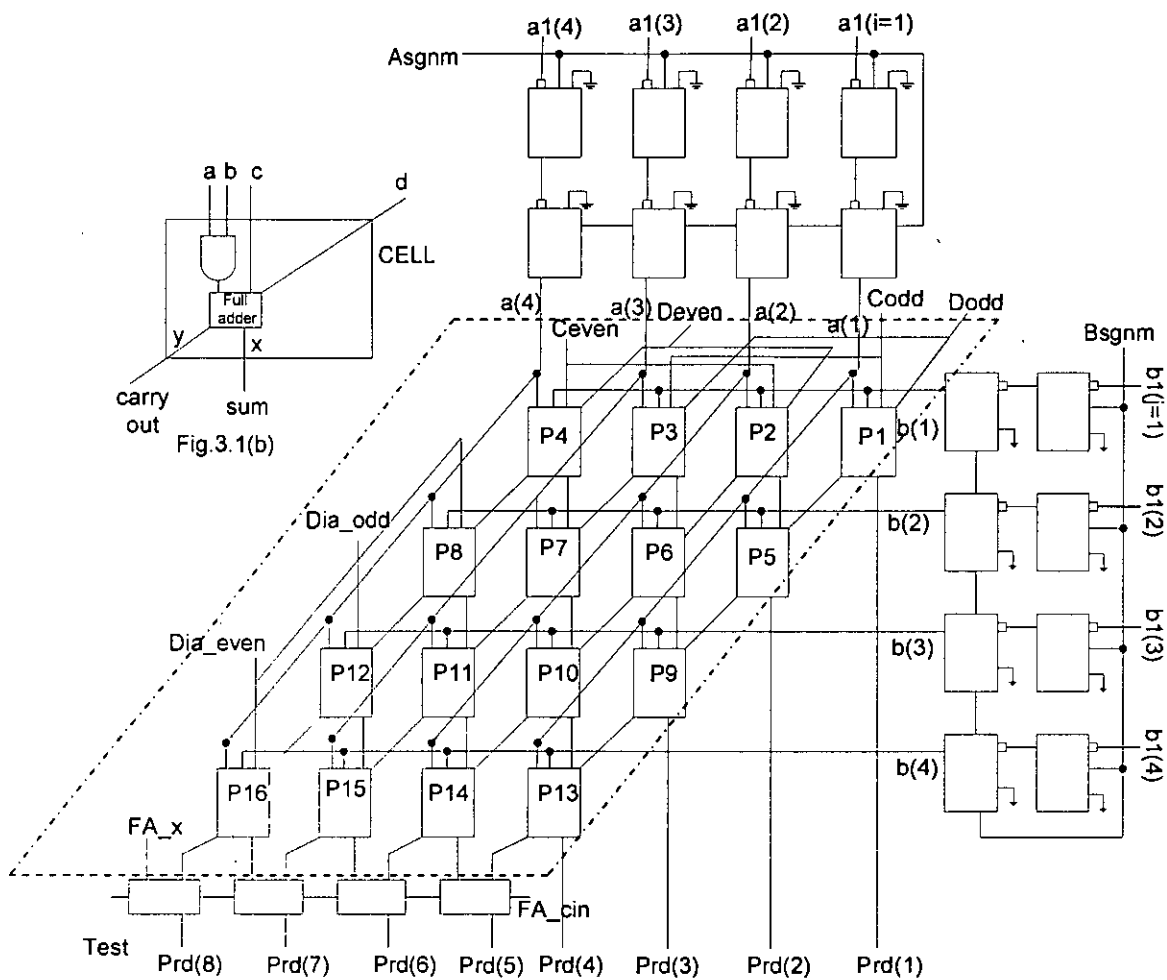 a1(4) a1(3) a1(2) a1(i=1)
Asgnm
a b c
d
CELL
Full
adder
y
x
carry
out
sum
Fig.3.1(b)
a(4) a(3) Deven a(2) a(1) Codd Dodd
Ceven
Bsgnm
b1(j=1)
P4 P3 P2 P1 b(1)
Dia_odd
b1(2)
P8 P7 P6 P5 b(2)
Dia_even
b1(3)
P12 P11 P10 P9 b(3)
b1(4)
P16 P15 P14 P13 b(4)
FA_x
FA_cin
Test
Prd(8) Prd(7) Prd(6) Prd(5) Prd(4) Prd(3) Prd(2) Prd(1)